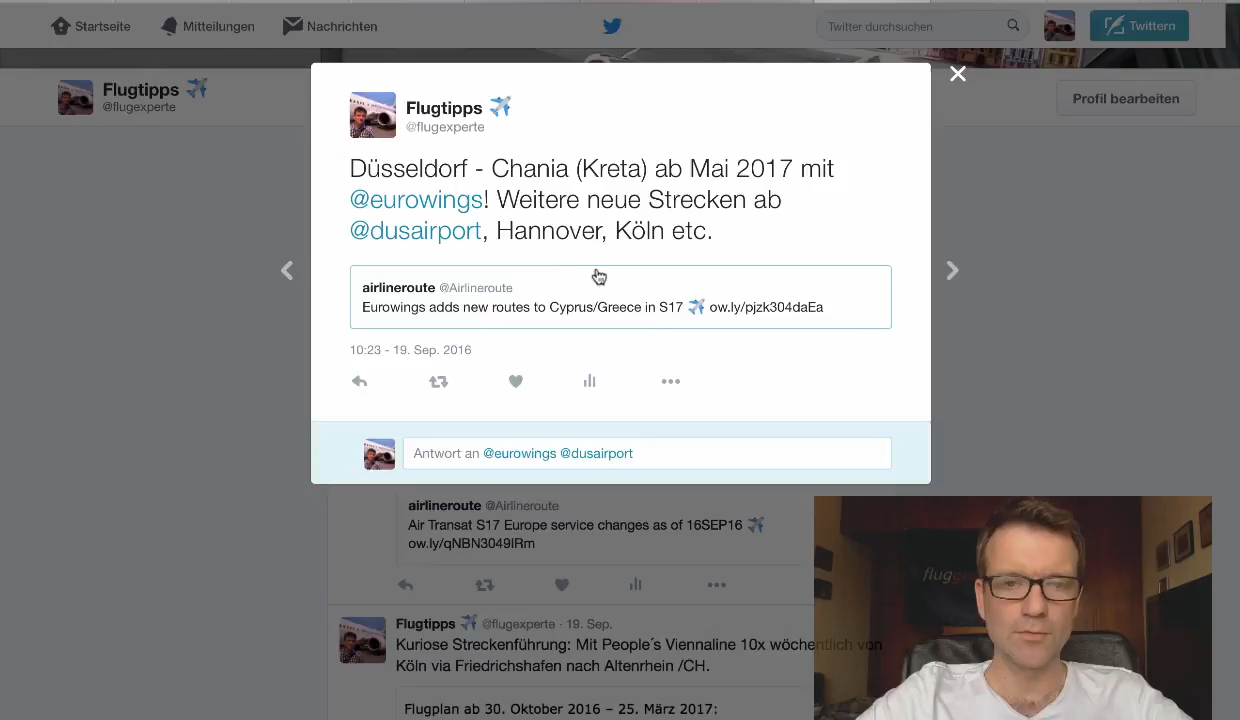 Startseite
Mitteilungen
Nachrichten
Twitter durchsuchen
Twittern
Flugtipps
@flugexperte
Profil bearbeiten
Flugtipps
@flugexperte
Düsseldorf - Chania (Kreta) ab Mai 2017 mit
@eurowings! Weitere neue Strecken ab
@dusairport, Hannover, Köln etc.
airlineroute @Airlineroute
Eurowings adds new routes to Cyprus/Greece in S17 ✈️ ow.ly/pjzk304daEa
10:23 - 19. Sep. 2016
Antwort an @eurowings @dusairport
airlineroute @Airlineroute
Air Transat S17 Europe service changes as of 16SEP16 ✈️
ow.ly/qNBN3049IRm
Flugtipps ✈️ @flugexperte · 19. Sep.
Kuriose Streckenführung: Mit People´s Viennaline 10x wöchentlich von
Köln via Friedrichshafen nach Altenrhein /CH.
Flugplan ab 30. Oktober 2016 – 25. März 2017: